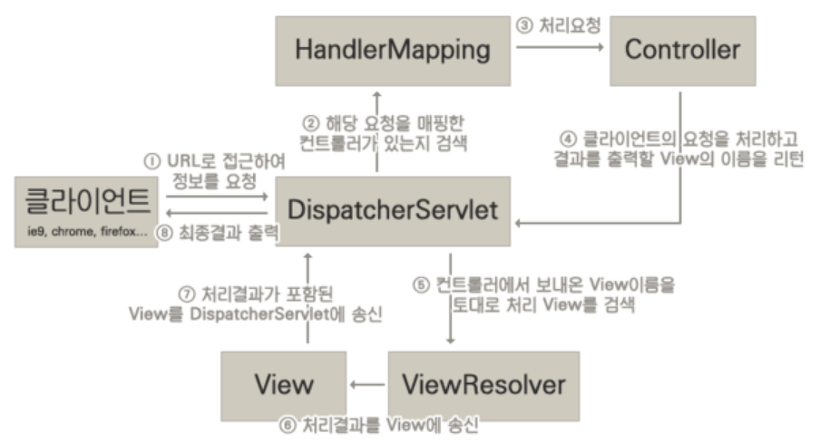 HandlerMapping
③ 처리요청
Controller
② 해당 요청을 매핑한
컨트롤러가 있는지 검색
④ 클라이언트의 요청을 처리하고
결과를 출력할 View의 이름을 리턴
① URL로 접근하여
정보를 요청
클라이언트
ie9, chrome, firefox...
DispatcherServlet
⑧ 최종결과 출력
⑦ 처리결과가 포함된
View를 DispatcherServlet에 송신
⑤ 컨트롤러에서 보내온 View이름을
토대로 처리 View를 검색
View
ViewResolver
⑥ 처리결과를 View에 송신